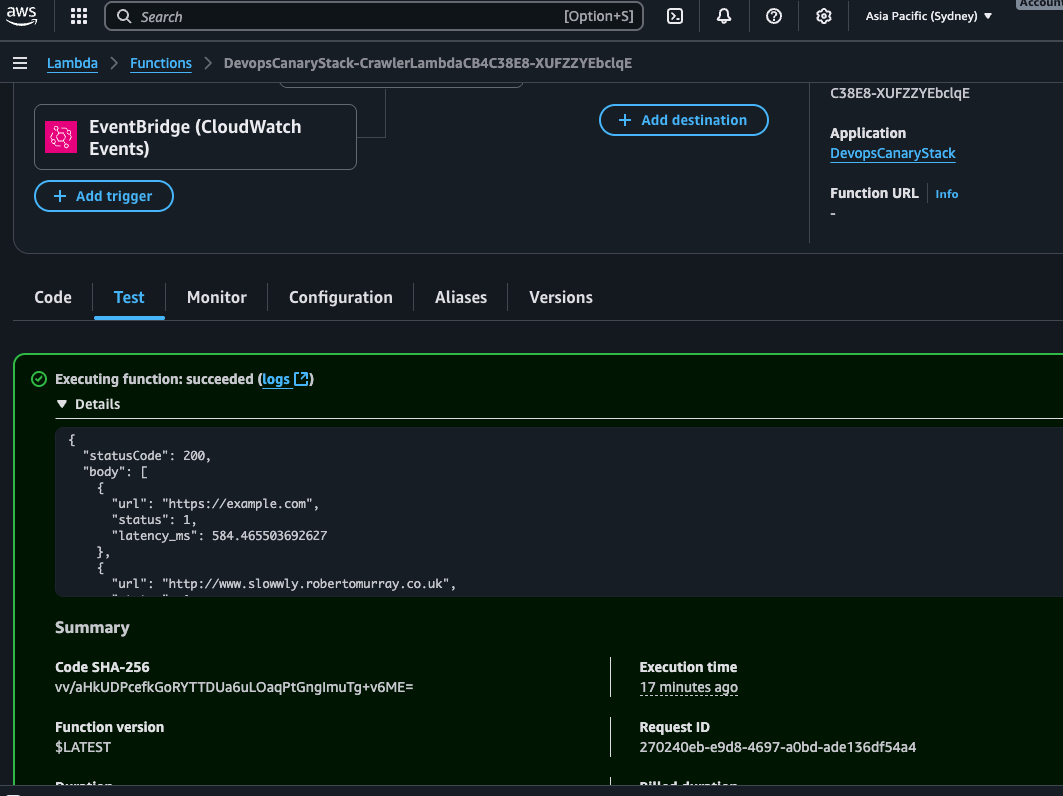 aws
Search
[Option+S]
Asia Pacific (Sydney)
Account
Lambda
Functions
DevopsCanaryStack-CrawlerLambdaCB4C38E8-XUFZZYEbclqE
EventBridge (CloudWatch
Events)
+ Add trigger
+ Add destination
C38E8-XUFZZYEbclqE
Application
DevopsCanaryStack
Function URL
Info
-
Code
Test
Monitor
Configuration
Aliases
Versions
Executing function: succeeded (logs)
Details
{
"statusCode": 200,
"body": [
{
"url": "https://example.com",
"status": 1,
"latency_ms": 584.465503692627
},
{
"url": "http://www.slowwly.robertomurray.co.uk",
Summary
Code SHA-256
vv/aHkUDPcefkGoRYTTDUa6uLOaqPtGngImuTg+v6ME=
Execution time
17 minutes ago
Function version
$LATEST
Request ID
270240eb-e9d8-4697-a0bd-ade136df54a4
Duration
Billed duration